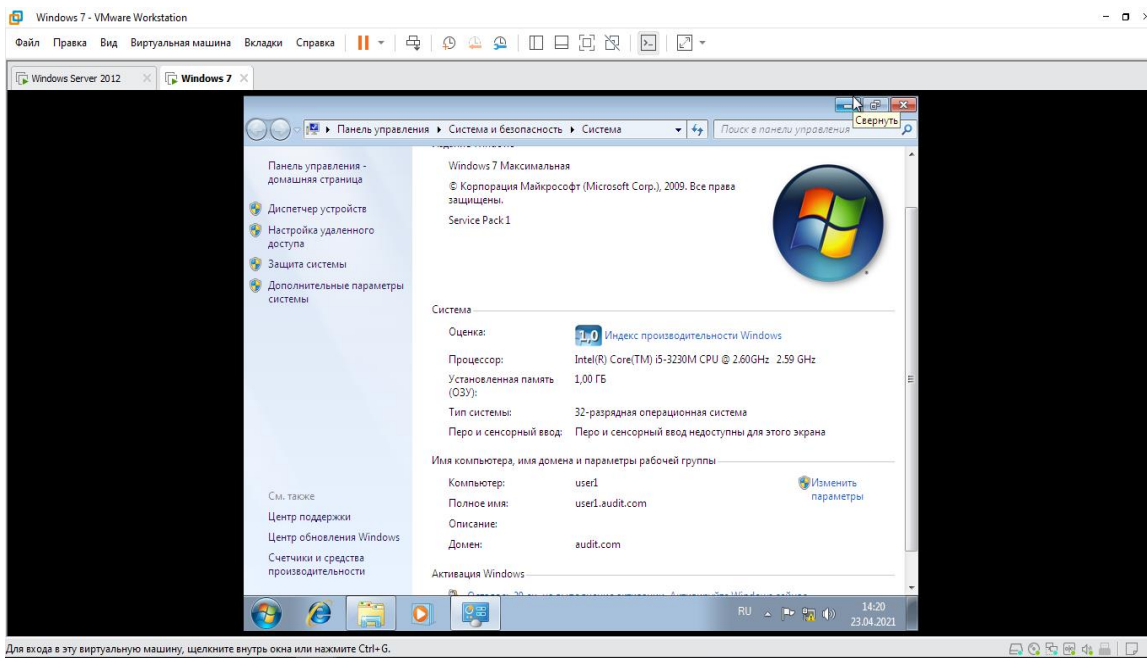 Windows 7 - VMware Workstation
Файл Правка Вид Виртуальная машина Вкладки Справка
Windows Server 2012
Windows 7
Свернуть
Панель управления Система и безопасность Система
Поиск в панели управления
Панель управления -
домашняя страница
Диспетчер устройств
Настройка удаленного
доступа
Защита системы
Дополнительные параметры
системы
См. также
Центр поддержки
Центр обновления Windows
Счетчики и средства
производительности
Windows 7 Максимальная
© Корпорация Майкрософт (Microsoft Corp.), 2009. Все права
защищены.
Service Pack 1
Система
Оценка: 1,0 Индекс производительности Windows
Процессор: Intel(R) Core(TM) i5-3230M CPU @ 2.60GHz 2.59 GHz
Установленная память 1,00 ГБ
(ОЗУ):
Тип системы: 32-разрядная операционная система
Перо и сенсорный ввод: Перо и сенсорный ввод недоступны для этого экрана
Имя компьютера, имя домена и параметры рабочей группы
Компьютер: user1
Изменить
параметры
Полное имя: user1.audit.com
Описание:
Домен: audit.com
Активация Windows
RU
14:20
23.04.2021
Для входа в эту виртуальную машину, щелкните внутрь окна или нажмите Ctrl+G.